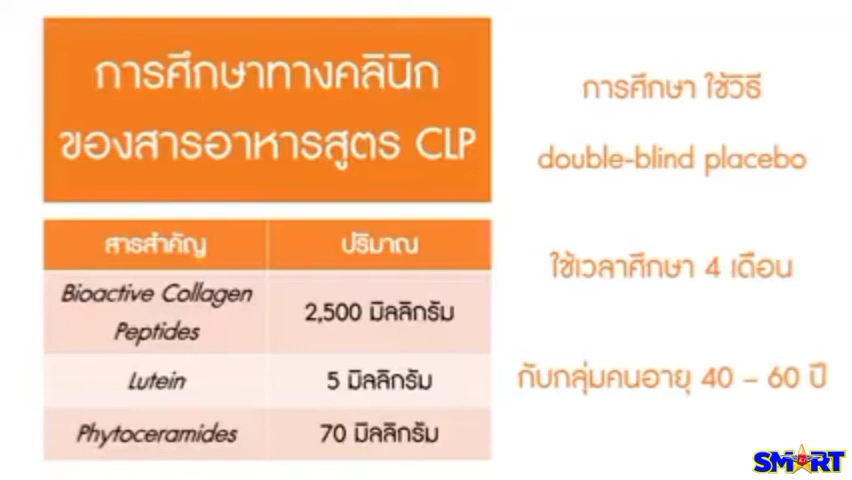 การศึกษาทางคลินิก
ของสารอาหารสูตร CLP
สารสำคัญ ปริมาณ
Bioactive Collagen
Peptides
2,500 มิลลิกรัม
Lutein 5 มิลลิกรัม
Phytoceramides 70 มิลลิกรัม
การศึกษา ใช้วิธี
double-blind placebo
ใช้เวลาศึกษา 4 เดือน
กับกลุ่มคนอายุ 40 – 60 ปี
SMART